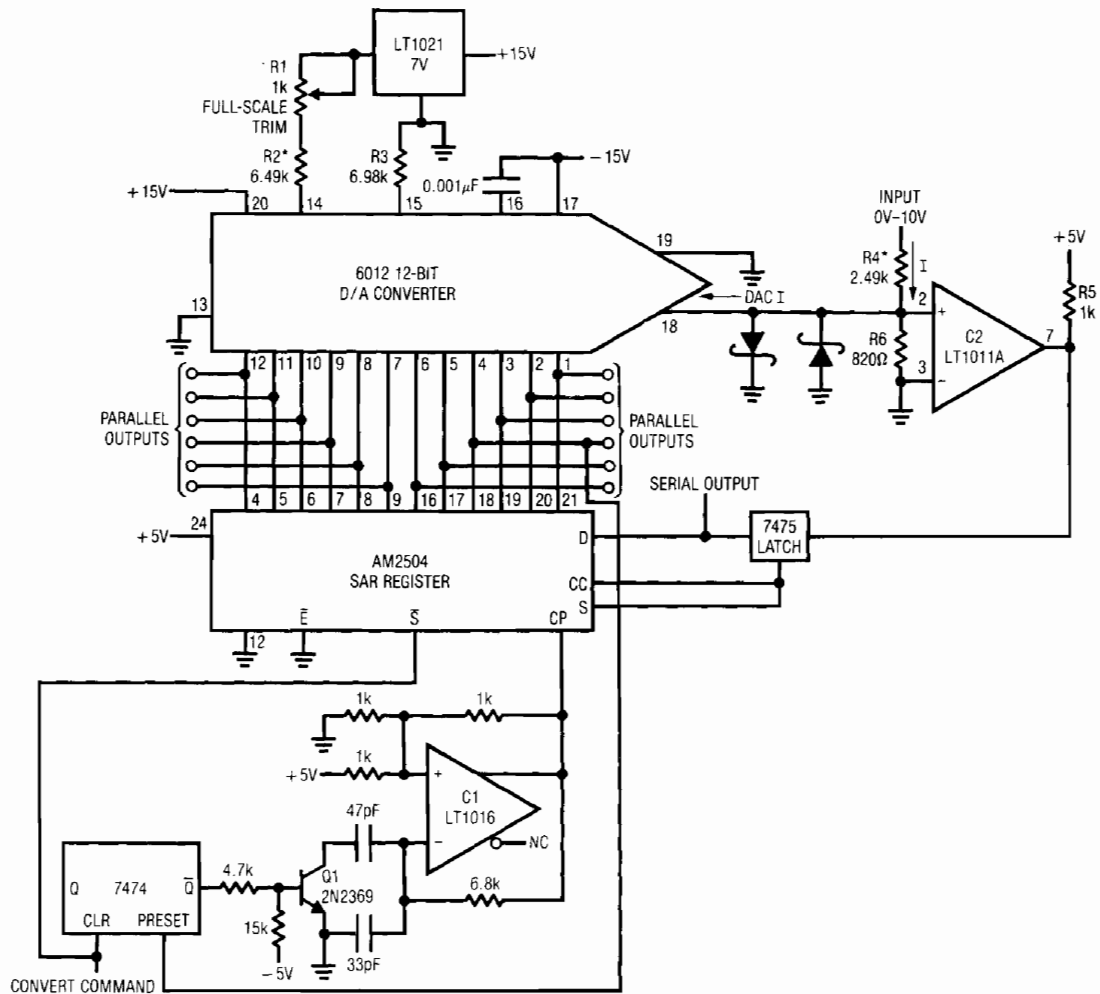 LT1021
7V
+15V
R1
1k
FULL-SCALE
TRIM
R2*
6.49k
R3
6.98k
0.001µF
−15V
+15V
20
14
15
16
17
INPUT
0V–10V
+5V
19
R4*
2.49k
I
R5
1k
6012 12-BIT
D/A CONVERTER
DAC I
13
18
2
+
C2
LT1011A
7
R6
820Ω
3
−
12
11
10
9
8
7
6
5
4
3
2
1
PARALLEL
OUTPUTS
PARALLEL
OUTPUTS
4
5
6
7
8
9
16
17
18
19
20
21
SERIAL OUTPUT
+5V
24
D
7475
LATCH
AM2504
SAR REGISTER
CC
S
E̅
S̅
CP
12
1k
1k
1k
+5V
+
C1
LT1016
−
NC
47pF
6.8k
Q
7474
Q̅
4.7k
Q1
2N2369
CLR
PRESET
15k
33pF
−5V
CONVERT COMMAND